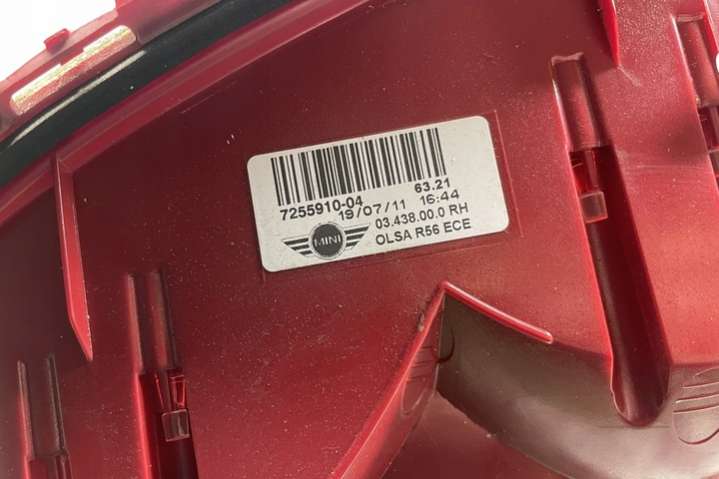 7255910-04 63.21
19/07/11 16:44
03.438.00.0 RH
MINI
OLSA R56 ECE